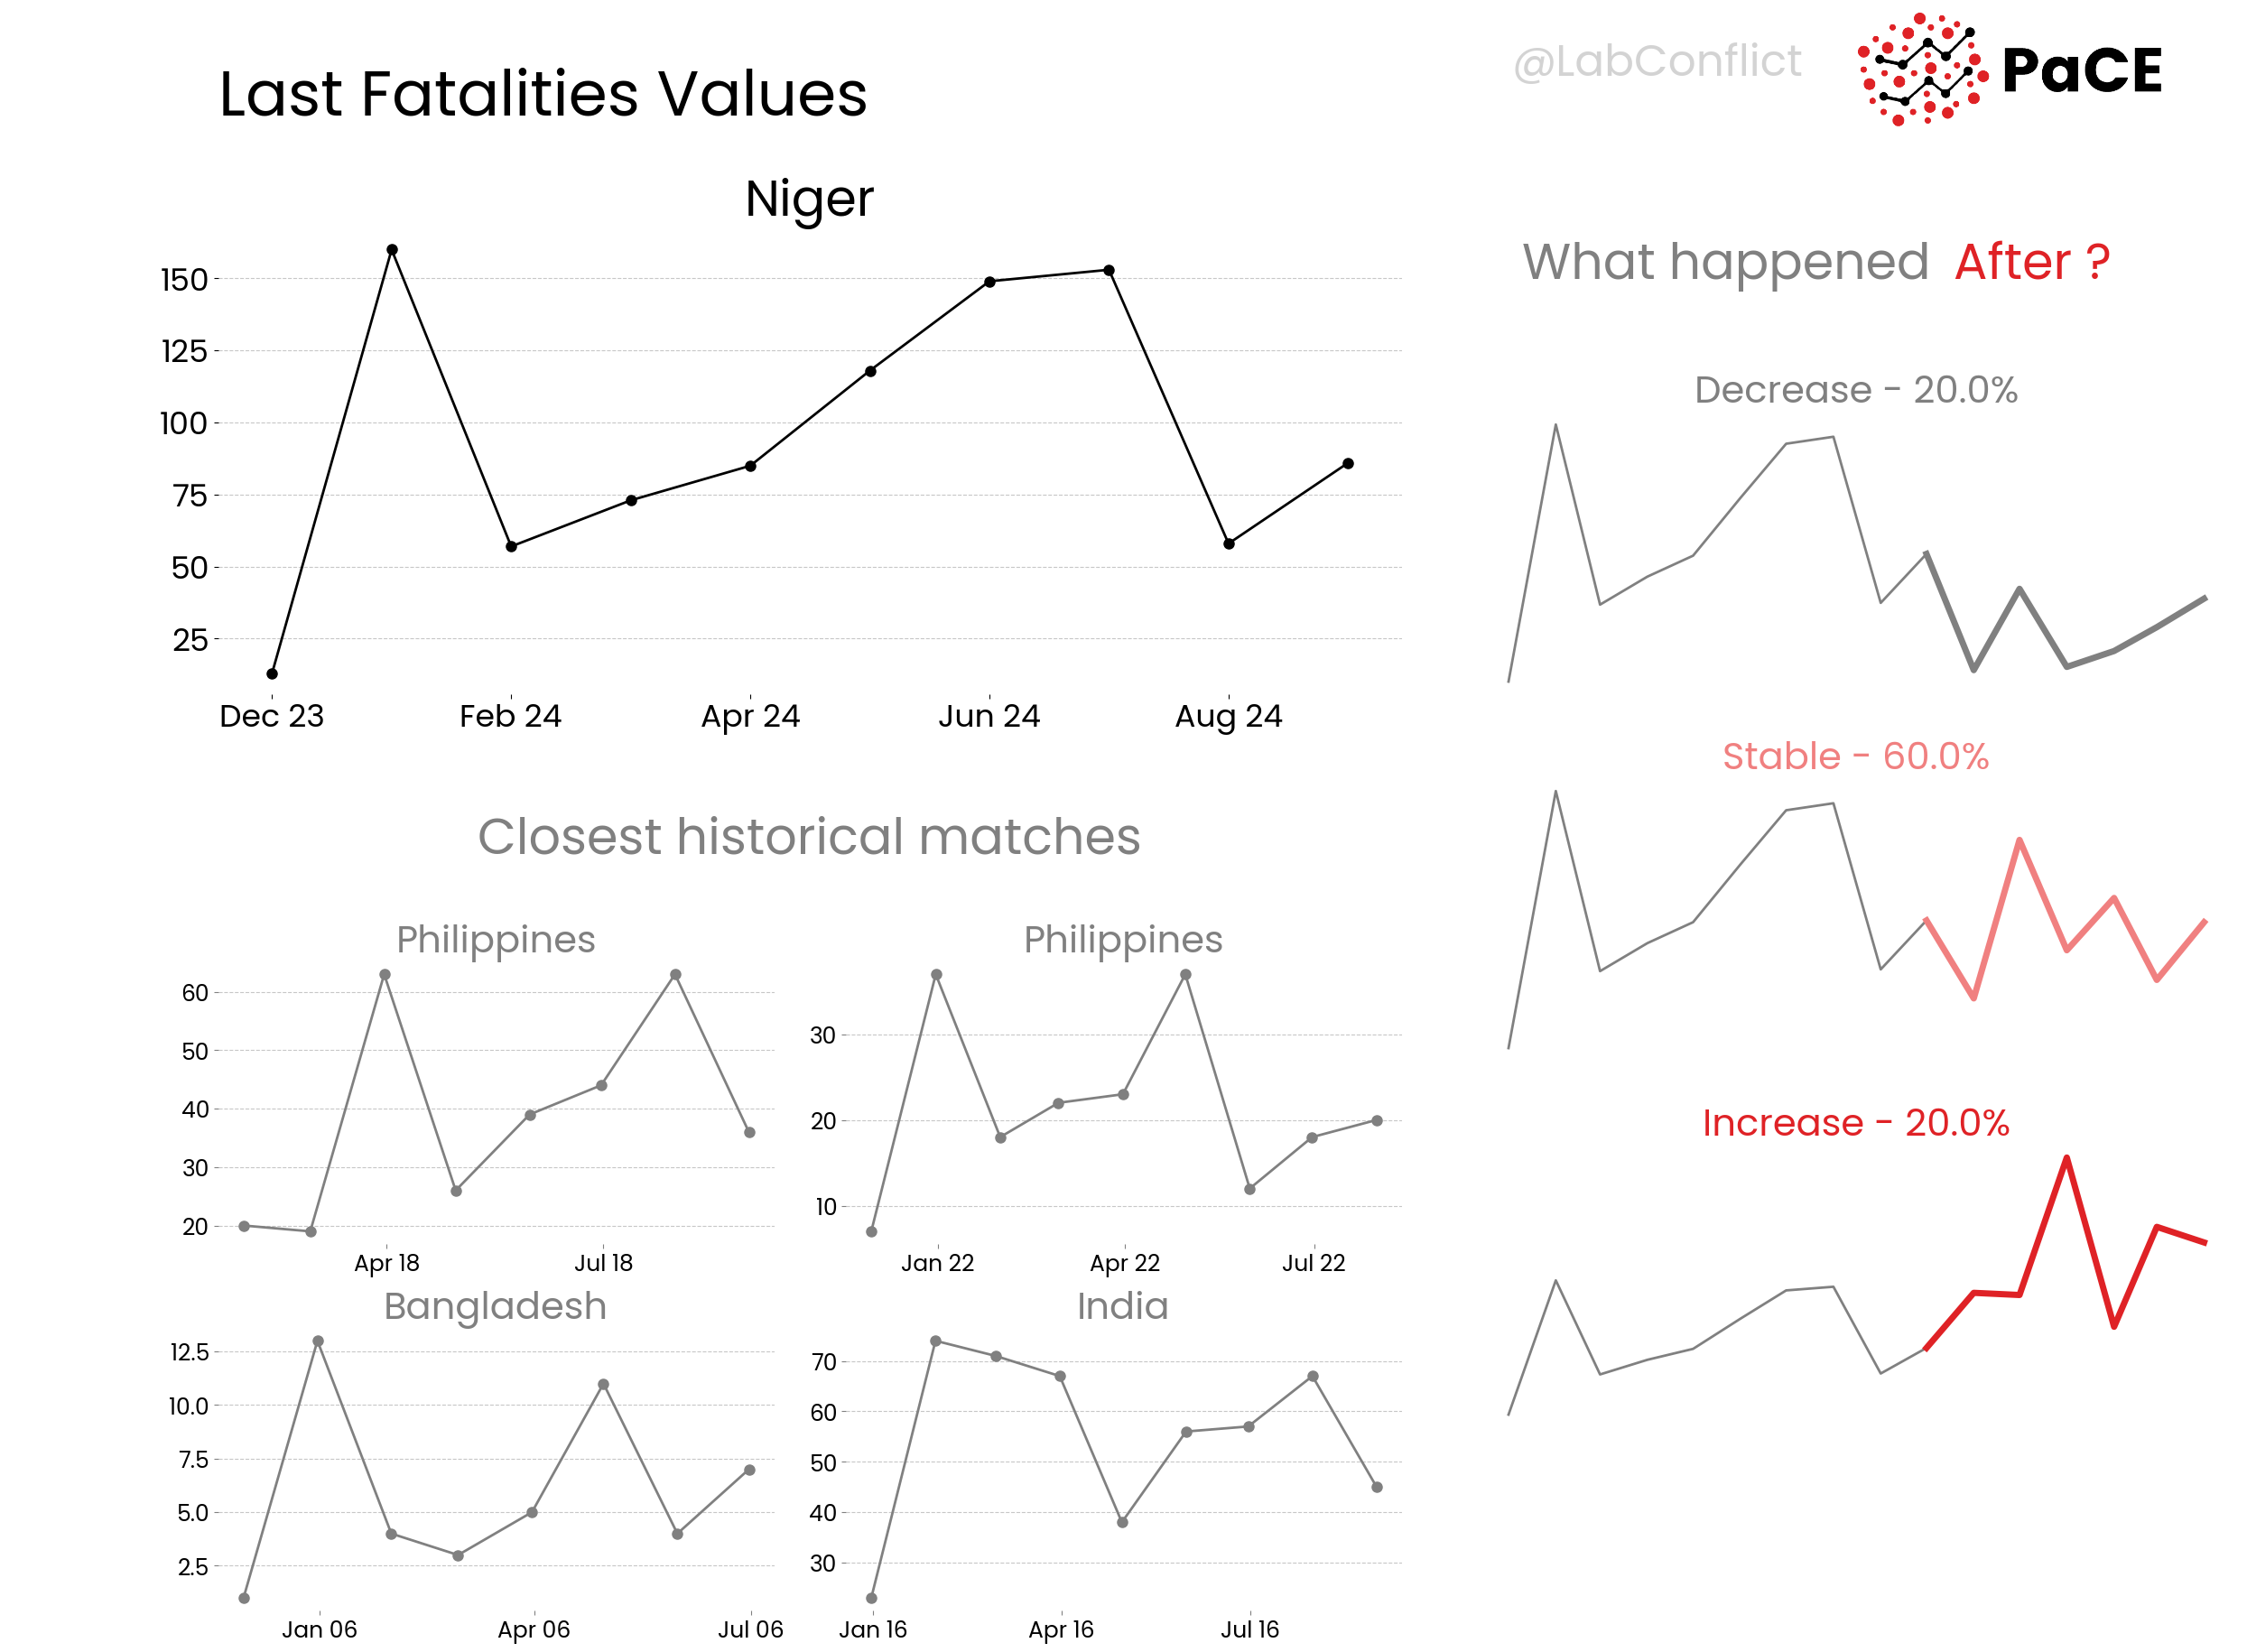 @LabConflict
PaCE
Last Fatalities Values
Niger
150
125
100
75
50
25
Dec 23 Feb 24 Apr 24 Jun 24 Aug 24
Closest historical matches
Philippines
60
50
40
30
20
Apr 18 Jul 18
Philippines
30
20
10
Jan 22 Apr 22 Jul 22
Bangladesh
12.5
10.0
7.5
5.0
2.5
Jan 06 Apr 06 Jul 06
India
70
60
50
40
30
Jan 16 Apr 16 Jul 16
What happened After ?
Decrease - 20.0%
Stable - 60.0%
Increase - 20.0%